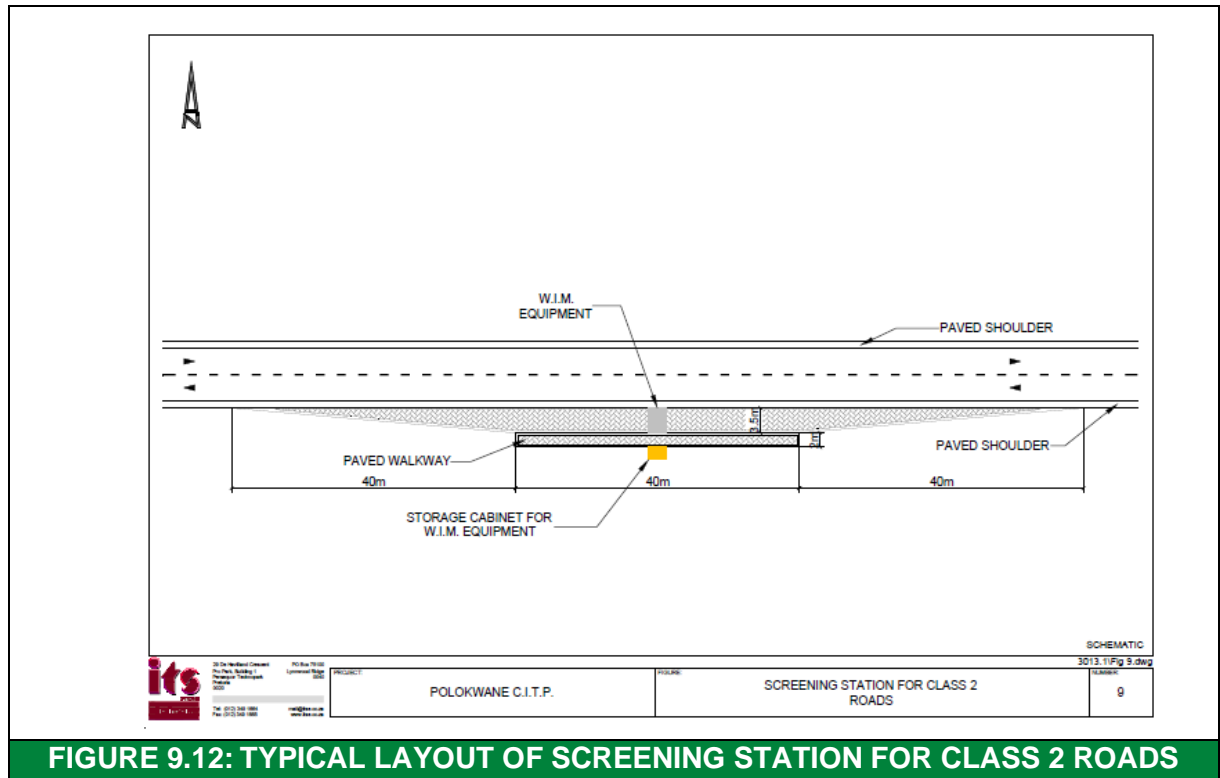 N
W.I.M.
EQUIPMENT
PAVED SHOULDER
3.5m
2m
PAVED SHOULDER
PAVED WALKWAY
40m
40m
40m
STORAGE CABINET FOR
W.I.M. EQUIPMENT
SCHEMATIC
3013.1\Fig 9.dwg
its
PROJECT:
POLOKWANE C.I.T.P.
FIGURE:
SCREENING STATION FOR CLASS 2
ROADS
NUMBER:
9
FIGURE 9.12: TYPICAL LAYOUT OF SCREENING STATION FOR CLASS 2 ROADS